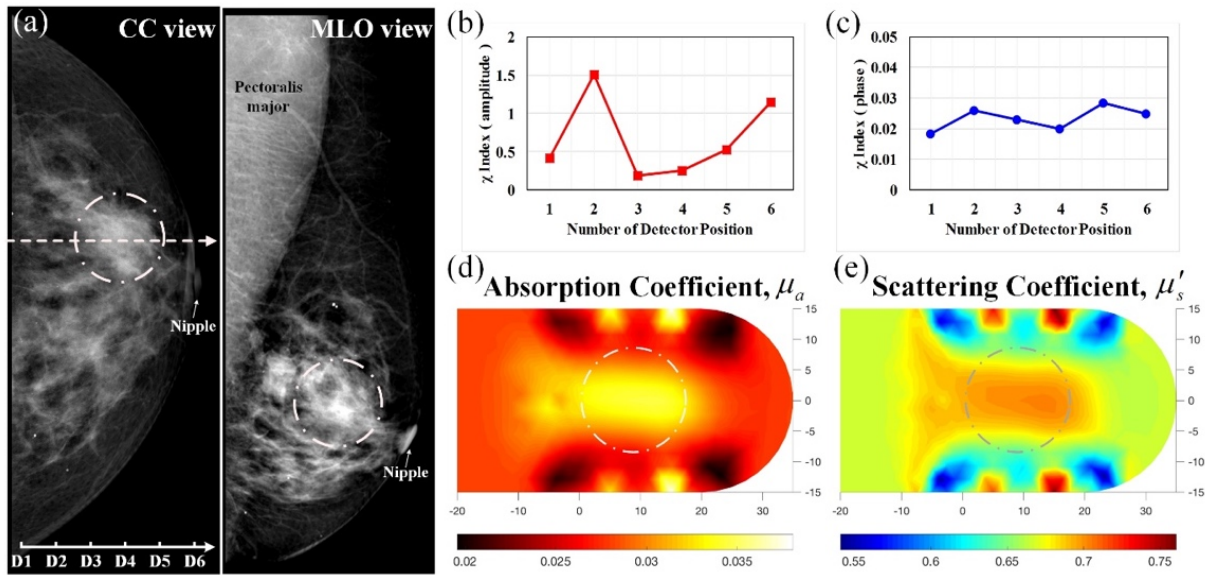 (a)
CC view
MLO view
Pectoralis
major
Nipple
Nipple
D1 D2 D3 D4 D5 D6
(b)
2
1.5
1
0.5
0
χ Index ( amplitude )
1 2 3 4 5 6
Number of Detector Position
(c)
0.05
0.04
0.03
0.02
0.01
0
χ Index ( phase )
1 2 3 4 5 6
Number of Detector Position
(d)
Absorption Coefficient, μa
15
10
5
0
-5
-10
-15
-20 -10 0 10 20 30
0.02 0.025 0.03 0.035
(e)
Scattering Coefficient, μ′s
15
10
5
0
-5
-10
-15
-20 -10 0 10 20 30
0.55 0.6 0.65 0.7 0.75